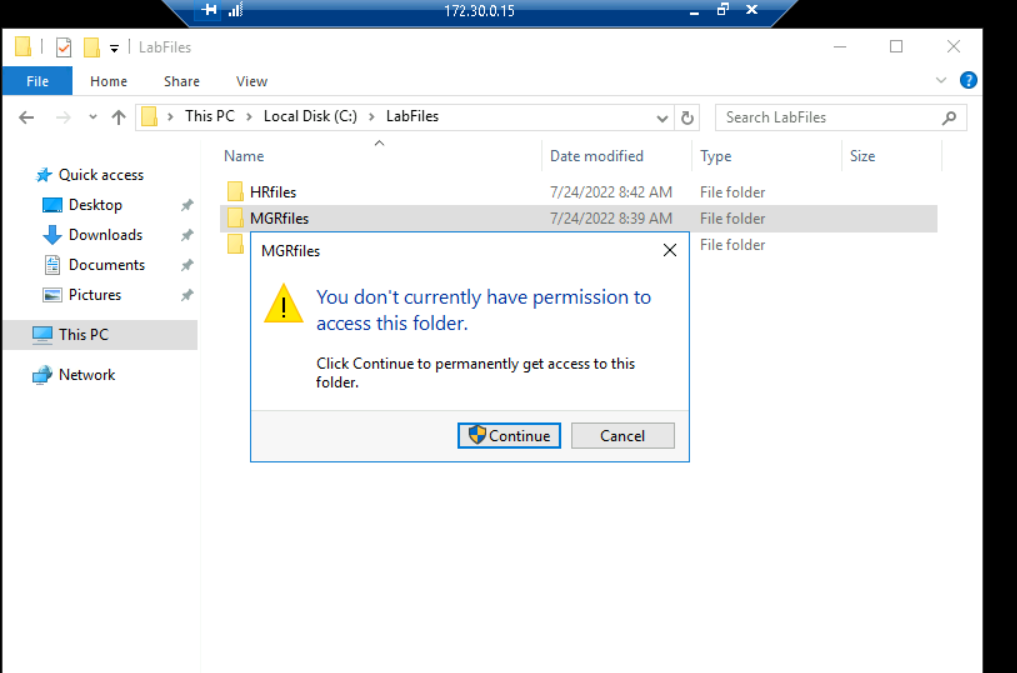 172.30.0.15
LabFiles
File Home Share View
This PC > Local Disk (C:) > LabFiles
Search LabFiles
Name Date modified Type Size
Quick access
Desktop
Downloads
Documents
Pictures
This PC
Network
HRfiles 7/24/2022 8:42 AM File folder
MGRfiles 7/24/2022 8:39 AM File folder
File folder
MGRfiles
You don't currently have permission to
access this folder.
Click Continue to permanently get access to this
folder.
Continue Cancel